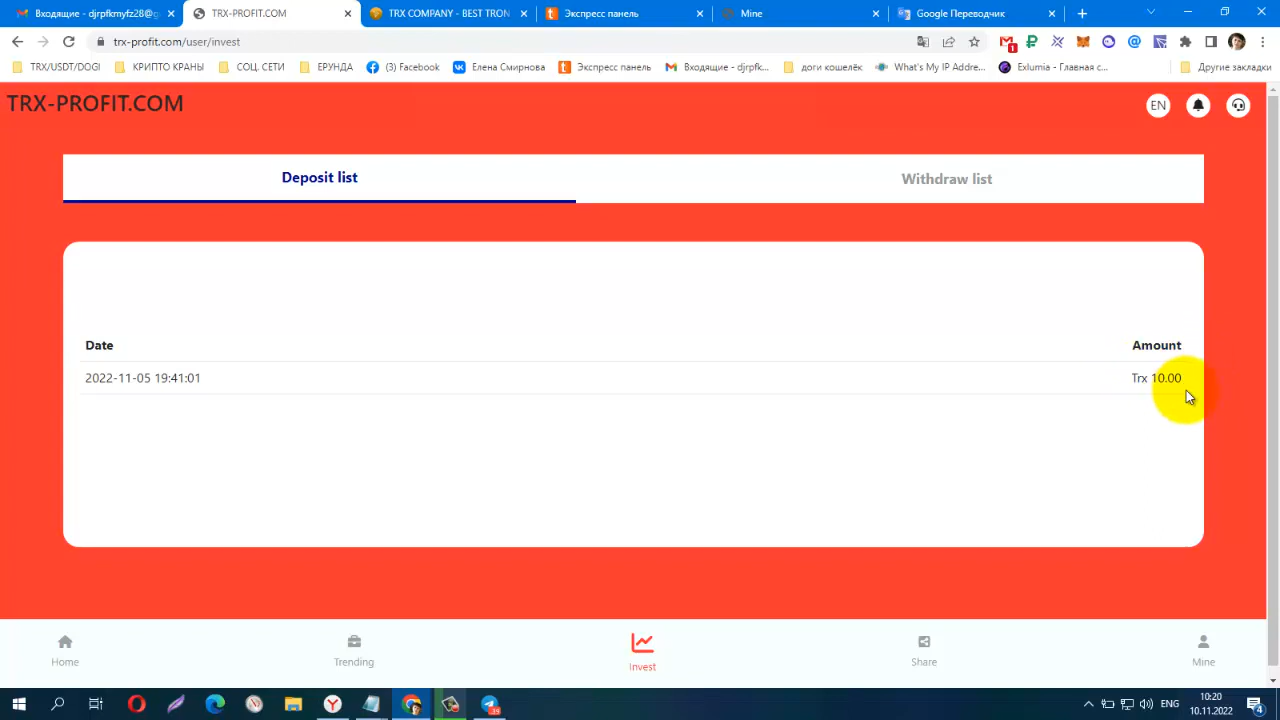 Входящие - djrpfkmyfz28@g
TRX-PROFIT.COM
TRX COMPANY - BEST TRON
Экспресс панель
Mine
Google Переводчик
trx-profit.com/user/invest
1
TRX/USDT/DOGI
КРИПТО КРАНЫ
СОЦ. СЕТИ
ЕРУНДА
(3) Facebook
Елена Смирнова
Экспресс панель
Входящие - djrpfk...
доги кошелёк
What's My IP Addre...
Exlumia - Главная с...
Другие закладки
TRX-PROFIT.COM
EN
Deposit list
Withdraw list
Date
Amount
2022-11-05 19:41:01
Trx 10.00
Home
Trending
Invest
Share
Mine
ENG
10:20
10.11.2022
4